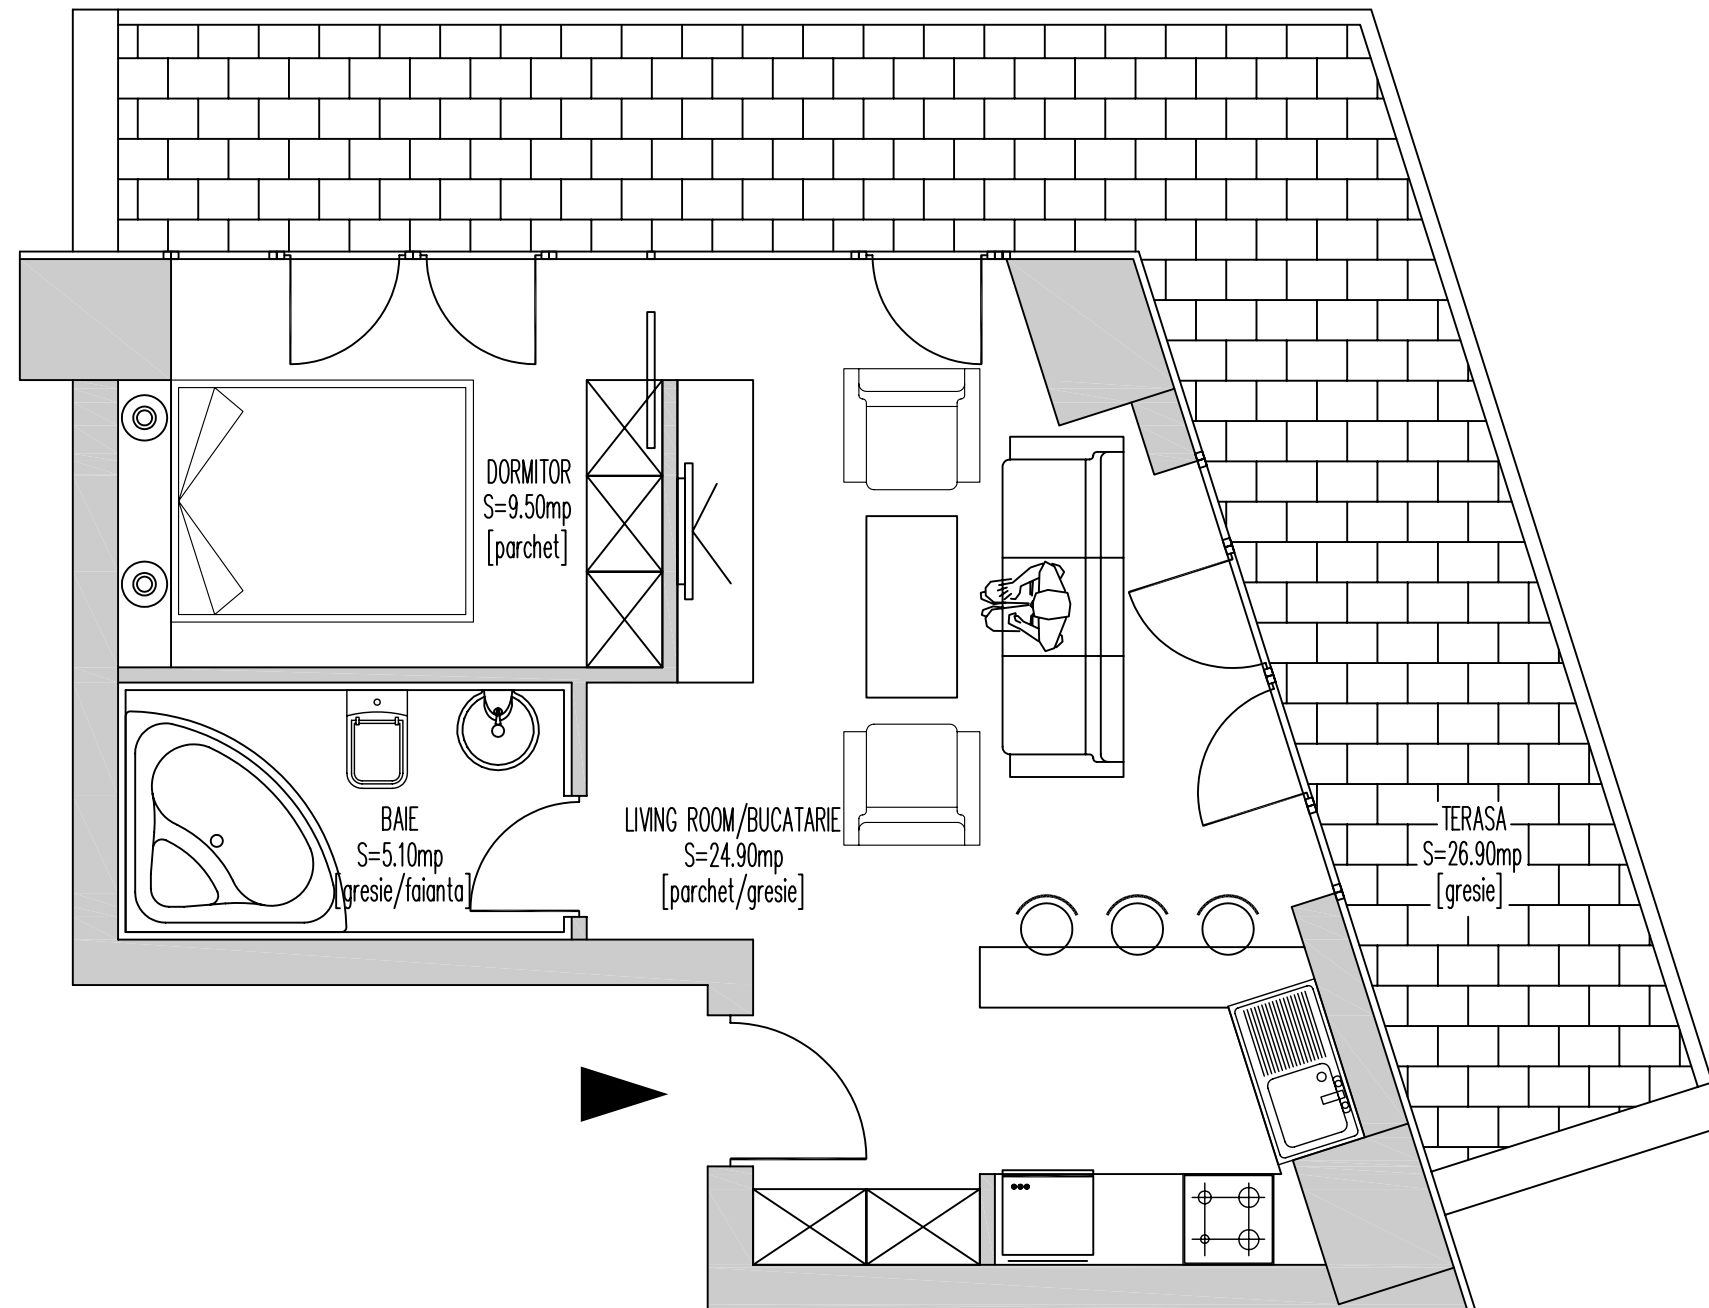 DORMITOR
S=9.50mp
[parchet]
BAIE
S=5.10mp
[gresie/faianta]
LIVING ROOM/BUCATARIE
S=24.90mp
[parchet/gresie]
TERASA
S=26.90mp
[gresie]